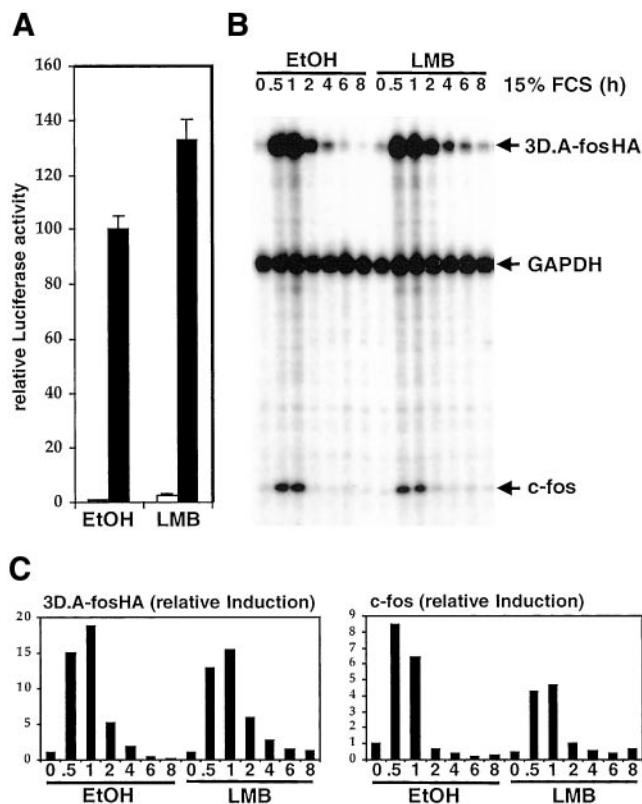 A
B
relative Luciferase activity
160
140
120
100
80
60
40
20
0
EtOH LMB
EtOH LMB
0 .5 1 2 4 6 8 0 .5 1 2 4 6 8 15% FCS (h)
3D.A-fosHA
GAPDH
c-fos
C
3D.A-fosHA (relative Induction)
20
15
10
5
0
0 .5 1 2 4 6 8 0 .5 1 2 4 6 8
EtOH LMB
c-fos (relative Induction)
9
8
7
6
5
4
3
2
1
0
0 .5 1 2 4 6 8 0 .5 1 2 4 6 8
EtOH LMB